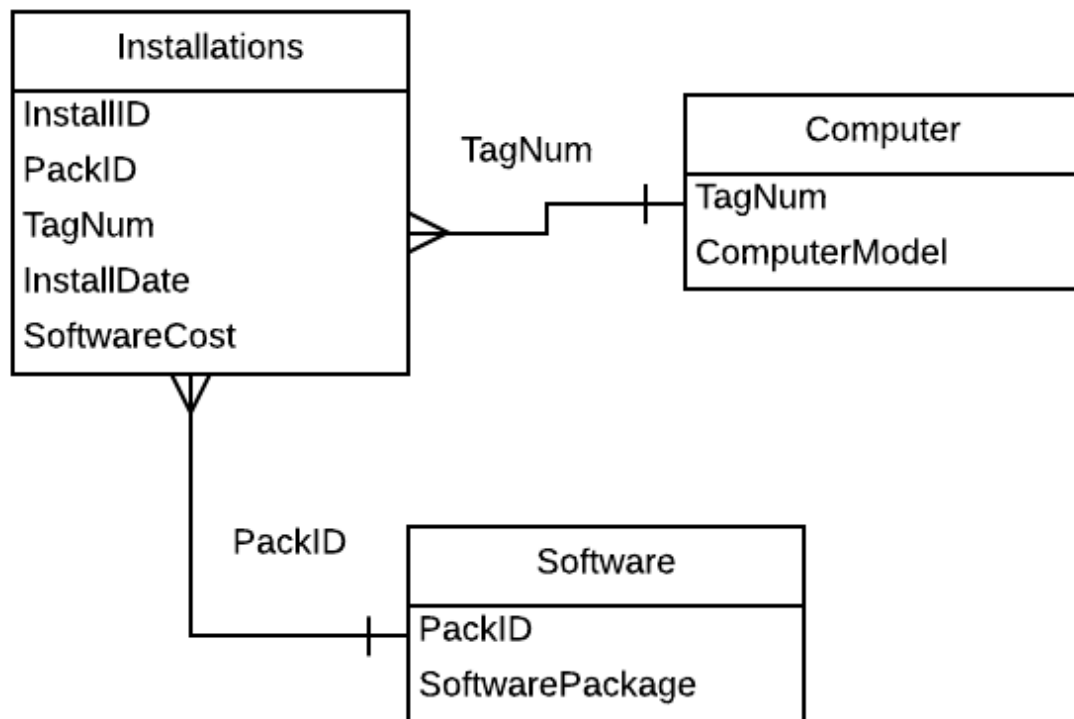 Installations
InstallID
PackID
TagNum
InstallDate
SoftwareCost
TagNum
Computer
TagNum
ComputerModel
PackID
Software
PackID
SoftwarePackage